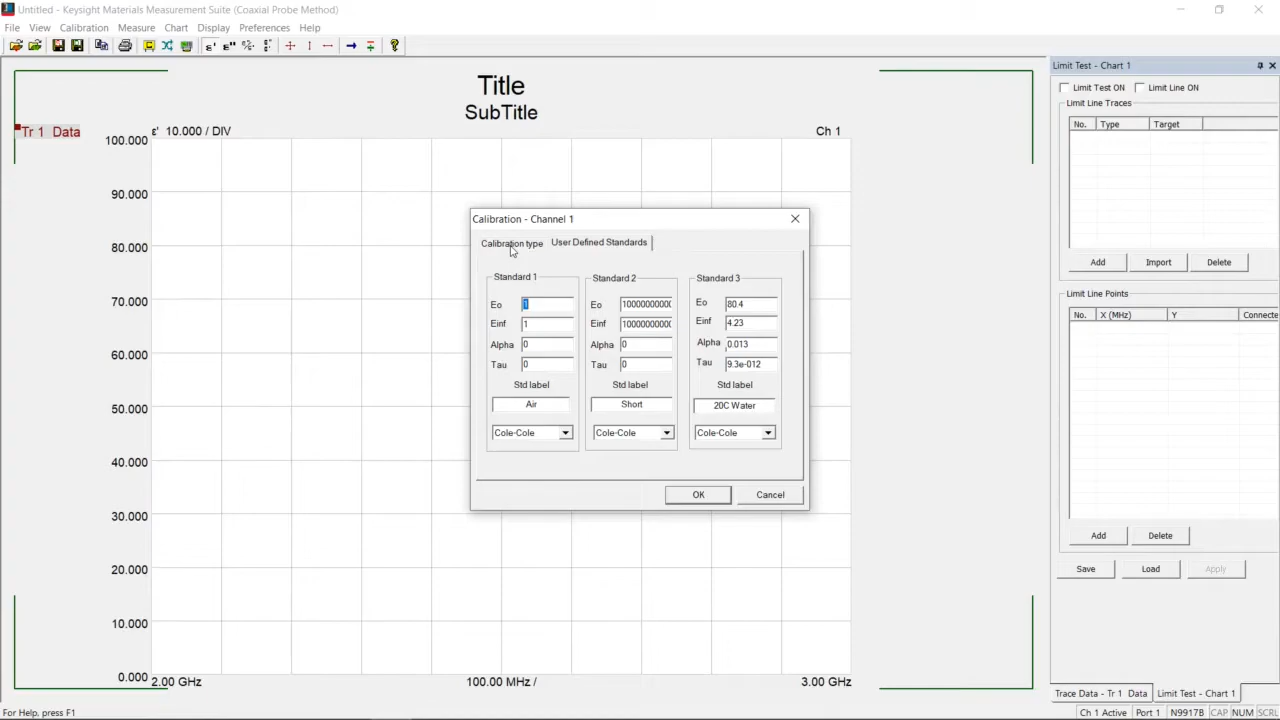 Untitled - Keysight Materials Measurement Suite (Coaxial Probe Method)
File View Calibration Measure Chart Display Preferences Help
Limit Test - Chart 1
Limit Test ON Limit Line ON
Limit Line Traces
No. Type Target
Add Import Delete
Limit Line Points
No. X (MHz) Y Connecte
Add Delete
Save Load Apply
Trace Data - Tr 1 Data Limit Test - Chart 1
Title
SubTitle
Tr 1 Data
ε' 10.000 / DIV
Ch 1
100.000
90.000
80.000
70.000
60.000
50.000
40.000
30.000
20.000
10.000
0.000
2.00 GHz
100.00 MHz /
3.00 GHz
Calibration - Channel 1
Calibration type User Defined Standards
Standard 1
Eo 1
Einf 1
Alpha 0
Tau 0
Std label
Air
Cole-Cole
Standard 2
Eo 1000000000
Einf 1000000000
Alpha 0
Tau 0
Std label
Short
Cole-Cole
Standard 3
Eo 80.4
Einf 4.23
Alpha 0.013
Tau 9.3e-012
Std label
20C Water
Cole-Cole
OK Cancel
For Help, press F1
Ch 1 Active Port 1 N9917B CAP NUM SCRL